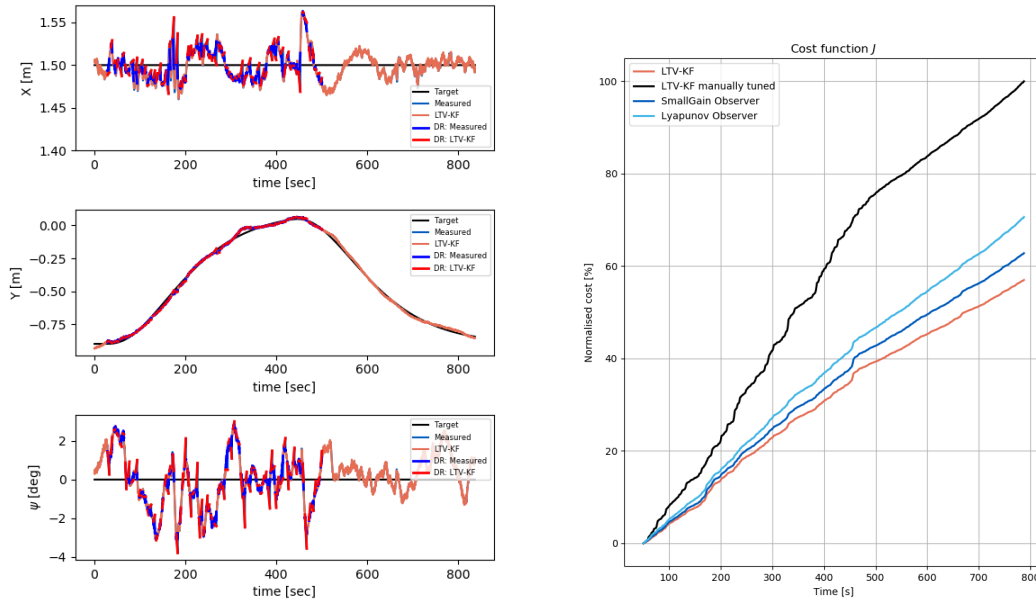 X [m]
1.55
1.50
1.45
1.40
Target
Measured
LTV-KF
DR: Measured
DR: LTV-KF
0 200 400 600 800
time [sec]
Y [m]
0.00
−0.25
−0.50
−0.75
Target
Measured
LTV-KF
DR: Measured
DR: LTV-KF
0 200 400 600 800
time [sec]
ψ [deg]
2
0
−2
−4
Target
Measured
LTV-KF
DR: Measured
DR: LTV-KF
0 200 400 600 800
time [sec]
Cost function J
LTV-KF
LTV-KF manually tuned
SmallGain Observer
Lyapunov Observer
Normalised cost [%]
100
80
60
40
20
0
100 200 300 400 500 600 700 800
Time [s]